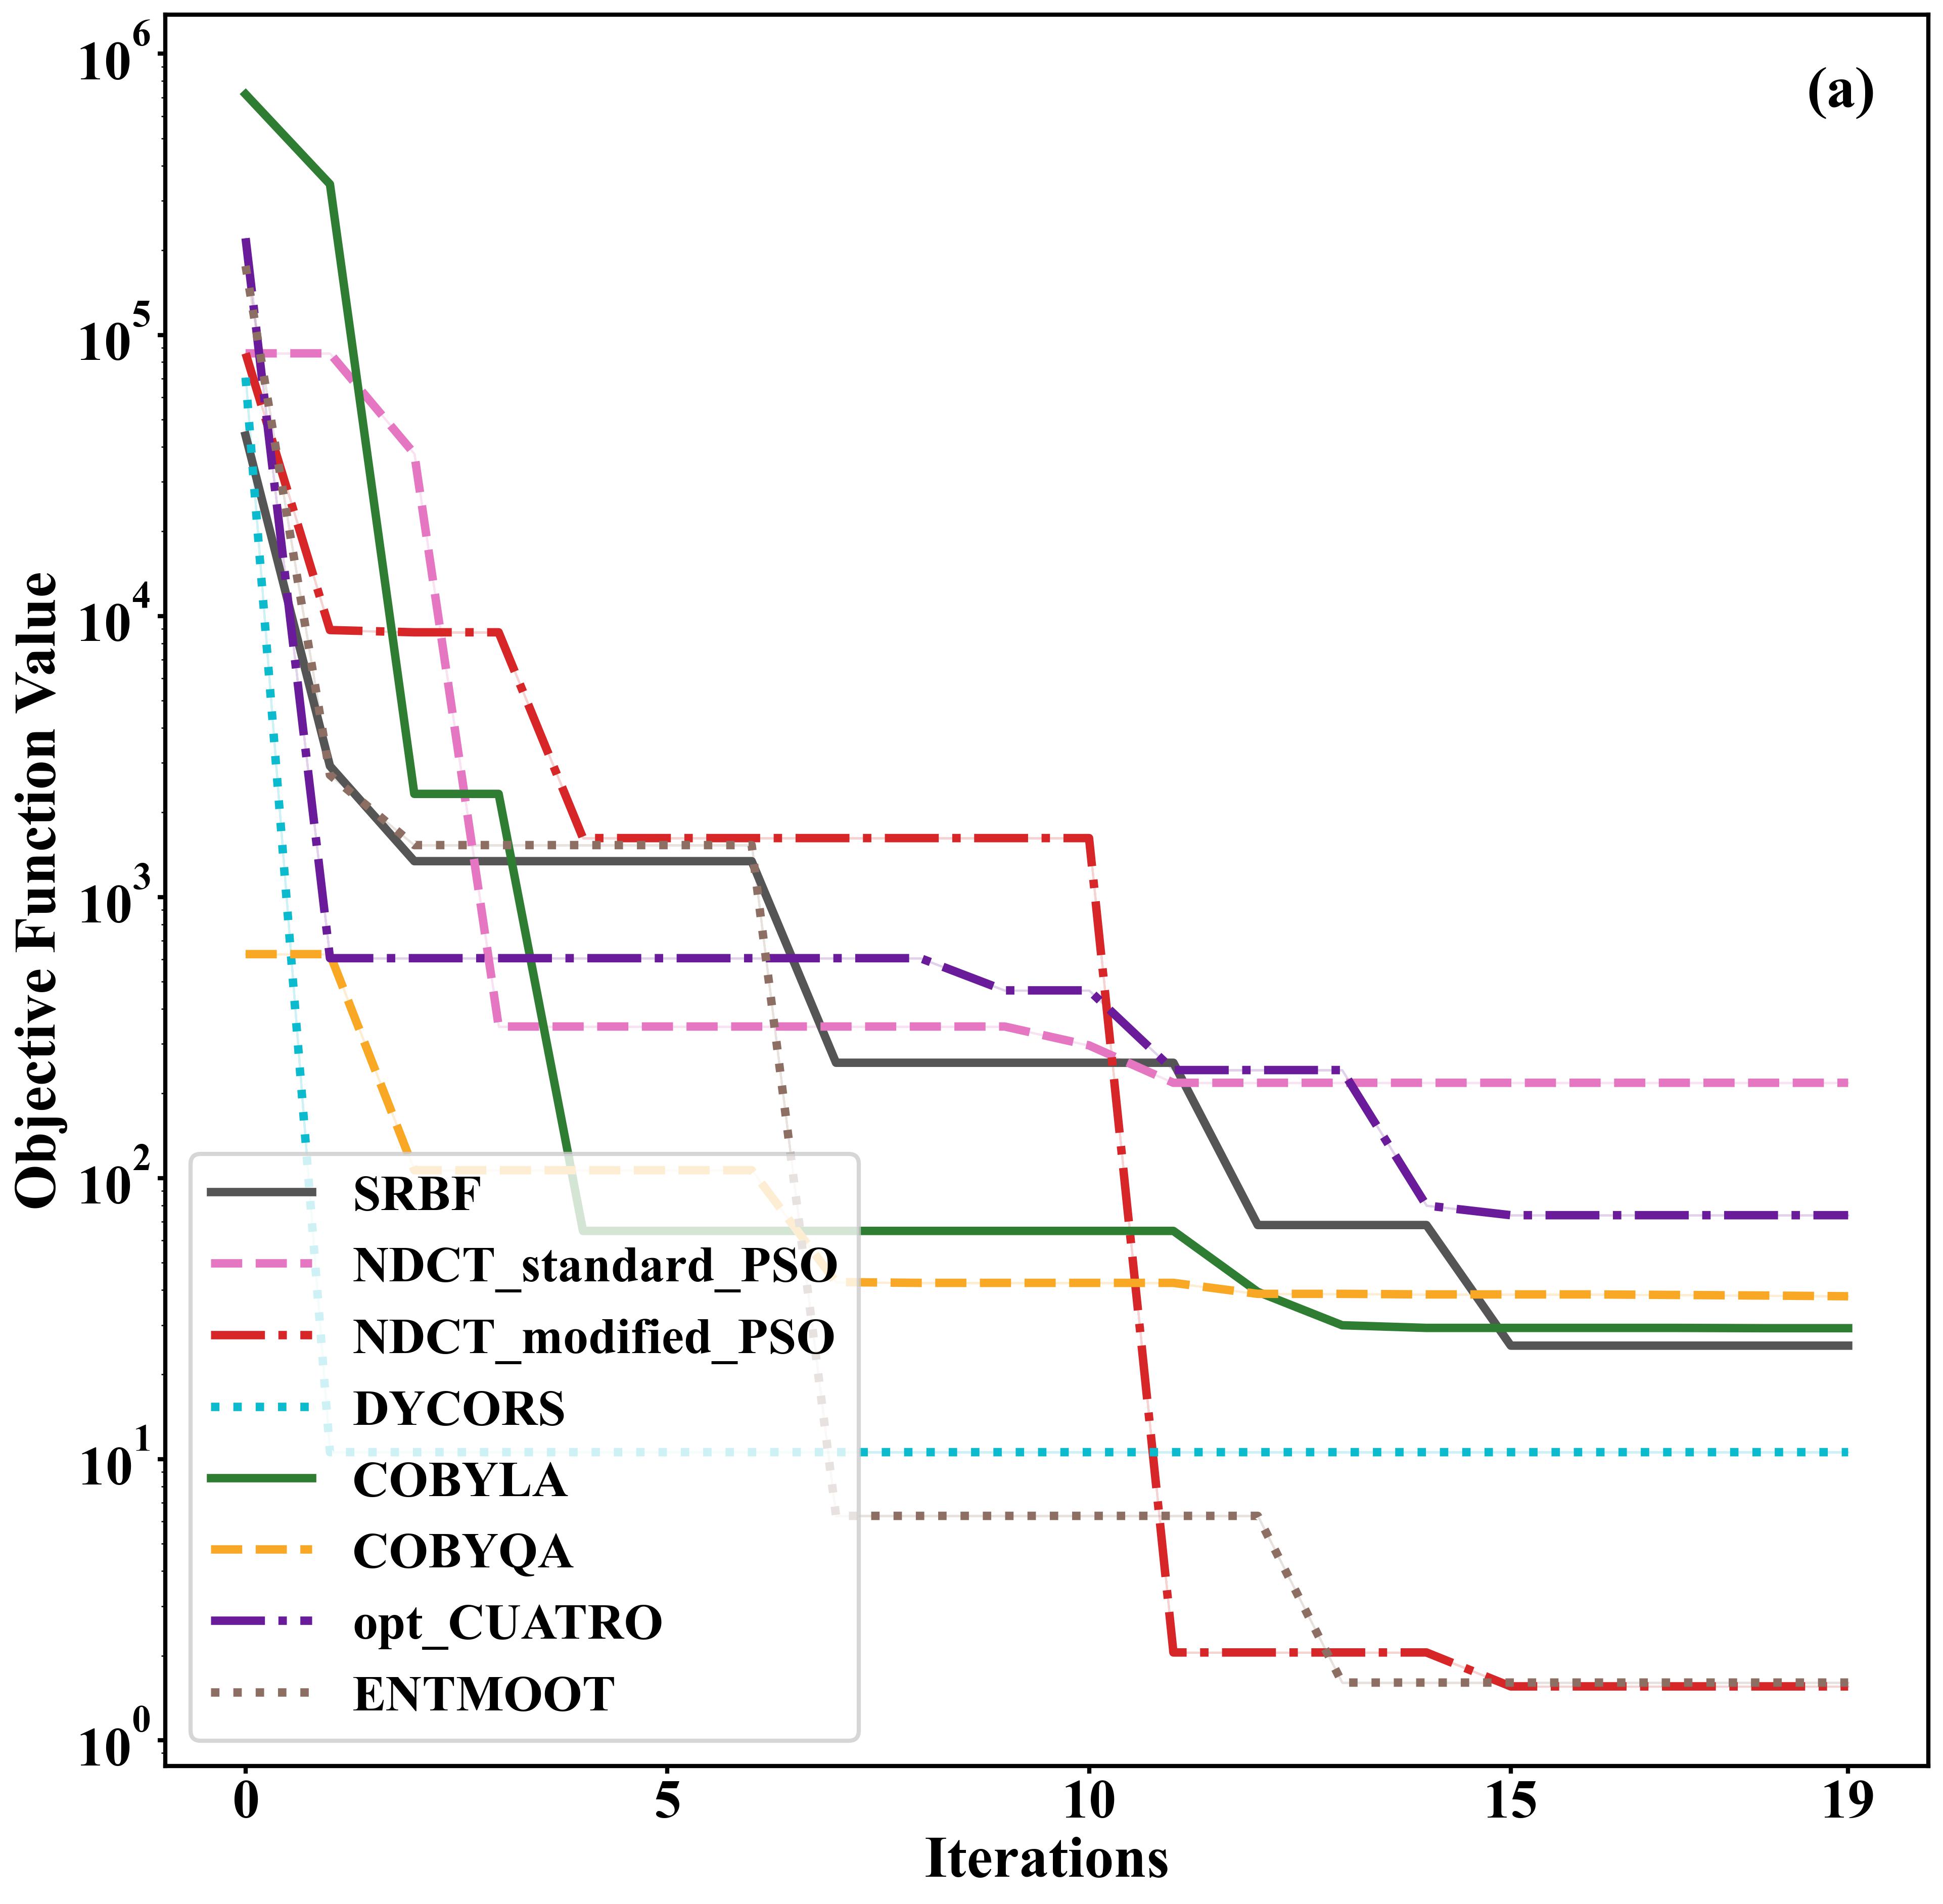 (a)
10^6
10^5
10^4
10^3
10^2
10^1
10^0
Objective Function Value
SRBF
NDCT_standard_PSO
NDCT_modified_PSO
DYCORS
COBYLA
COBYQA
opt_CUATRO
ENTMOOT
0 5 10 15 19
Iterations